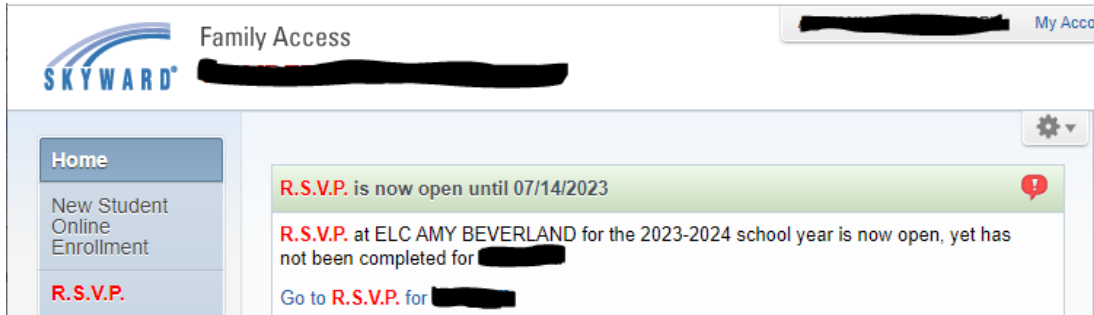 Family Access
My Acco
SKYWARD®
Home
New Student
Online
Enrollment
R.S.V.P.
R.S.V.P. is now open until 07/14/2023
R.S.V.P. at ELC AMY BEVERLAND for the 2023-2024 school year is now open, yet has
not been completed for
Go to R.S.V.P. for